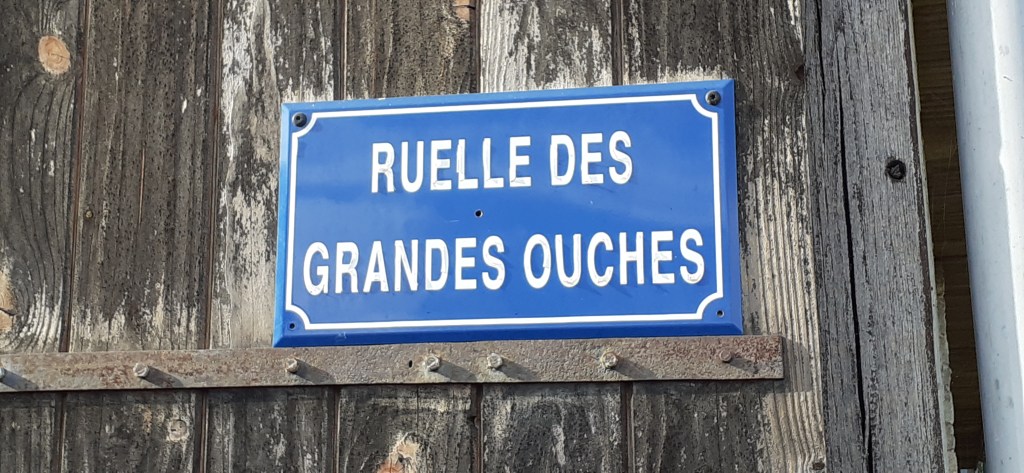 RUELLE DES
GRANDES OUCHES